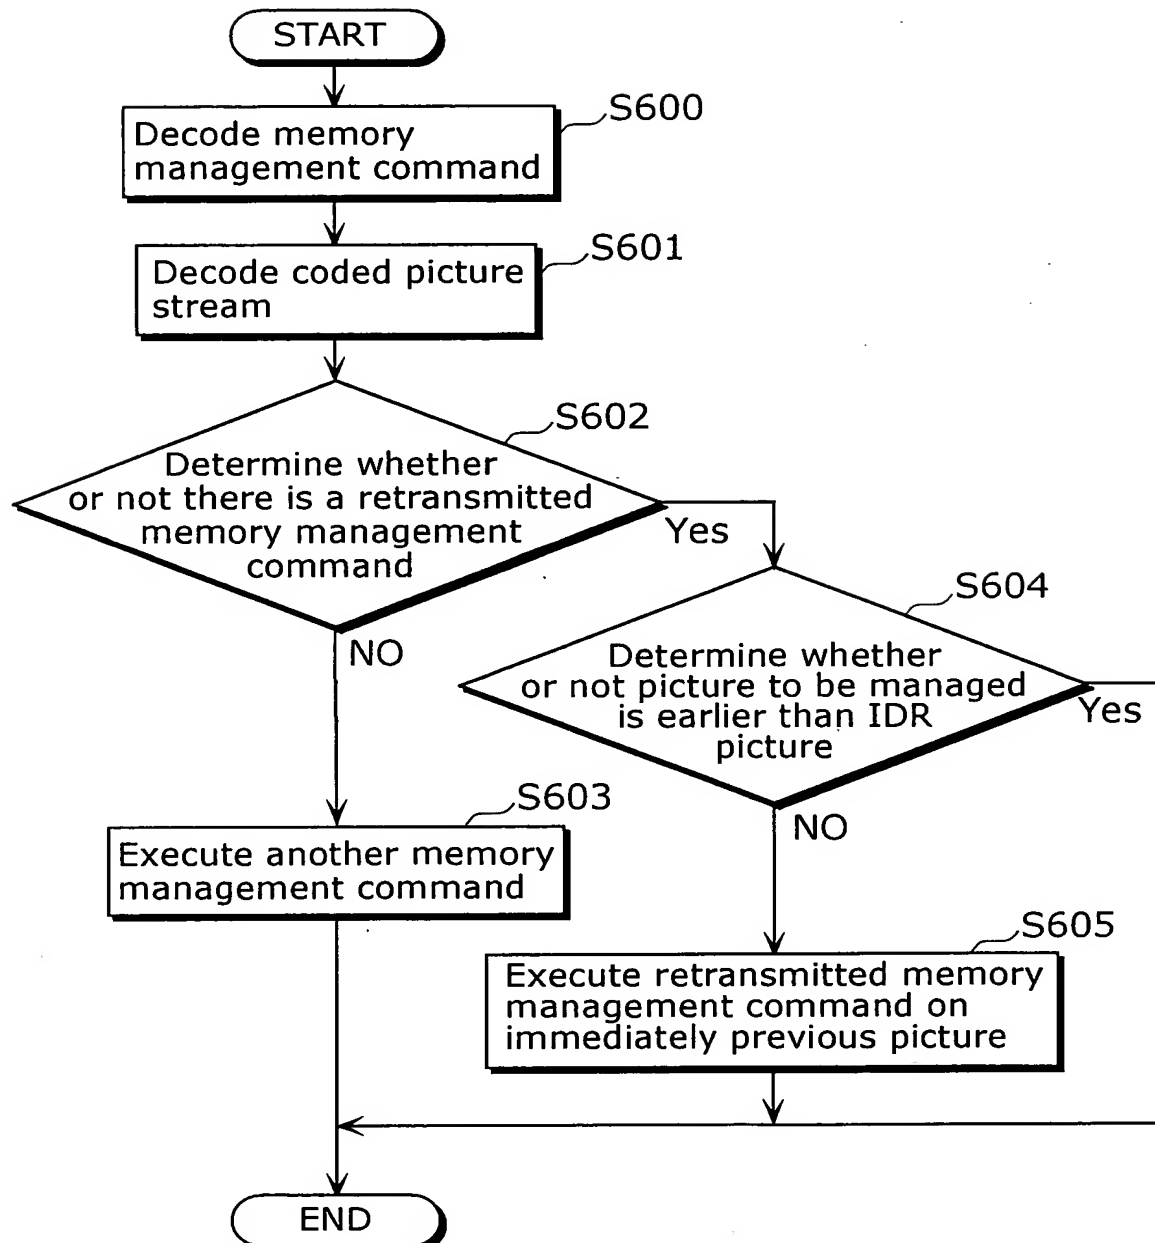 START
S600
Decode memory
management command
S601
Decode coded picture
stream
S602
Determine whether
or not there is a retransmitted
memory management
command
Yes
NO
S604
Determine whether
or not picture to be managed
is earlier than IDR
picture
Yes
NO
S603
Execute another memory
management command
S605
Execute retransmitted memory
management command on
immediately previous picture
END